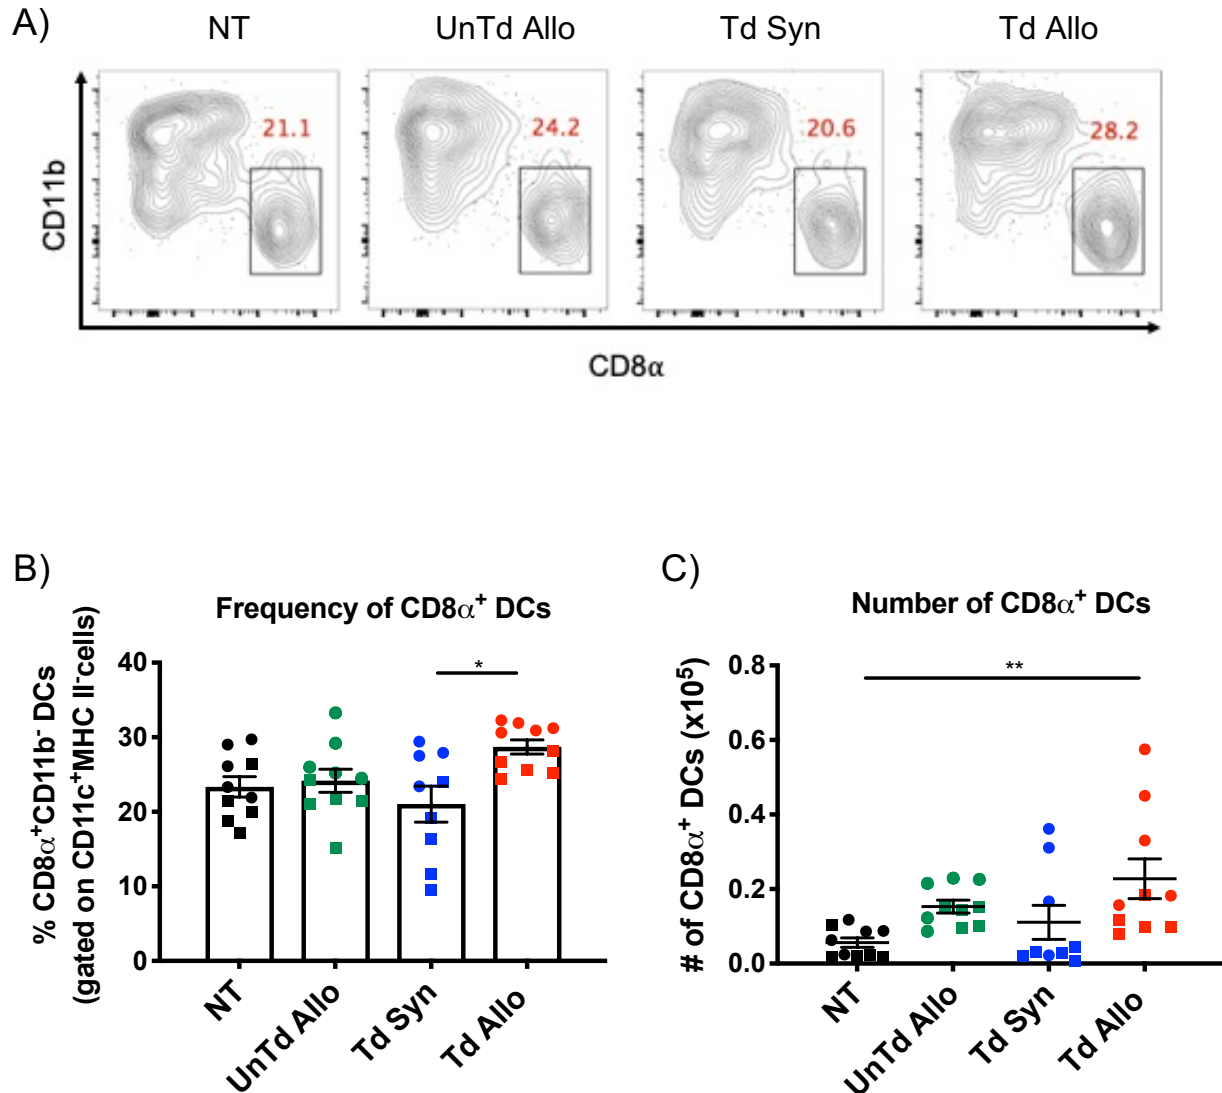 A)
NT UnTd Allo Td Syn Td Allo
21.1 24.2 20.6 28.2
CD11b
CD8α
B)
Frequency of CD8α⁺ DCs
% CD8α⁺CD11b⁻ DCs
(gated on CD11c⁺MHC II⁻cells)
40
30
20
10
0
*
NT UnTd Allo Td Syn Td Allo
C)
Number of CD8α⁺ DCs
# of CD8α⁺ DCs (x10⁵)
0.8
0.6
0.4
0.2
0.0
**
NT UnTd Allo Td Syn Td Allo